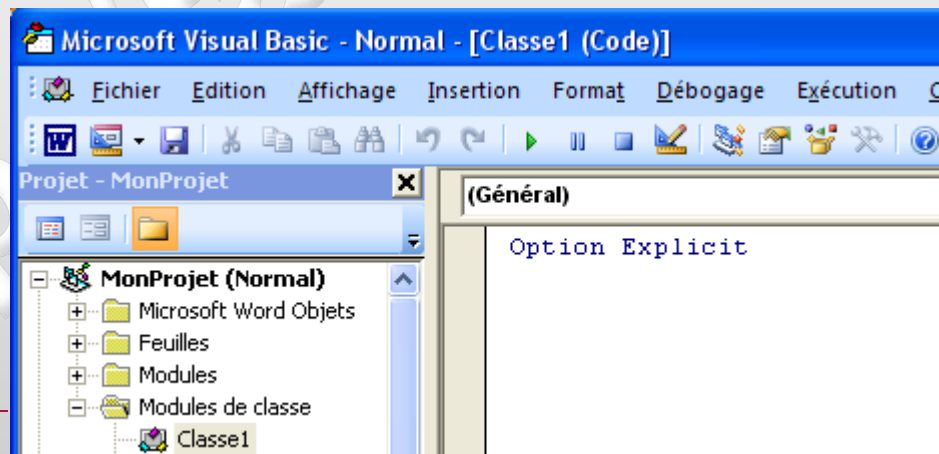 Microsoft Visual Basic - Normal - [Classe1 (Code)]
Fichier Edition Affichage Insertion Format Débogage Exécution
Projet - MonProjet
(Général)
Option Explicit
MonProjet (Normal)
Microsoft Word Objets
Feuilles
Modules
Modules de classe
Classe1